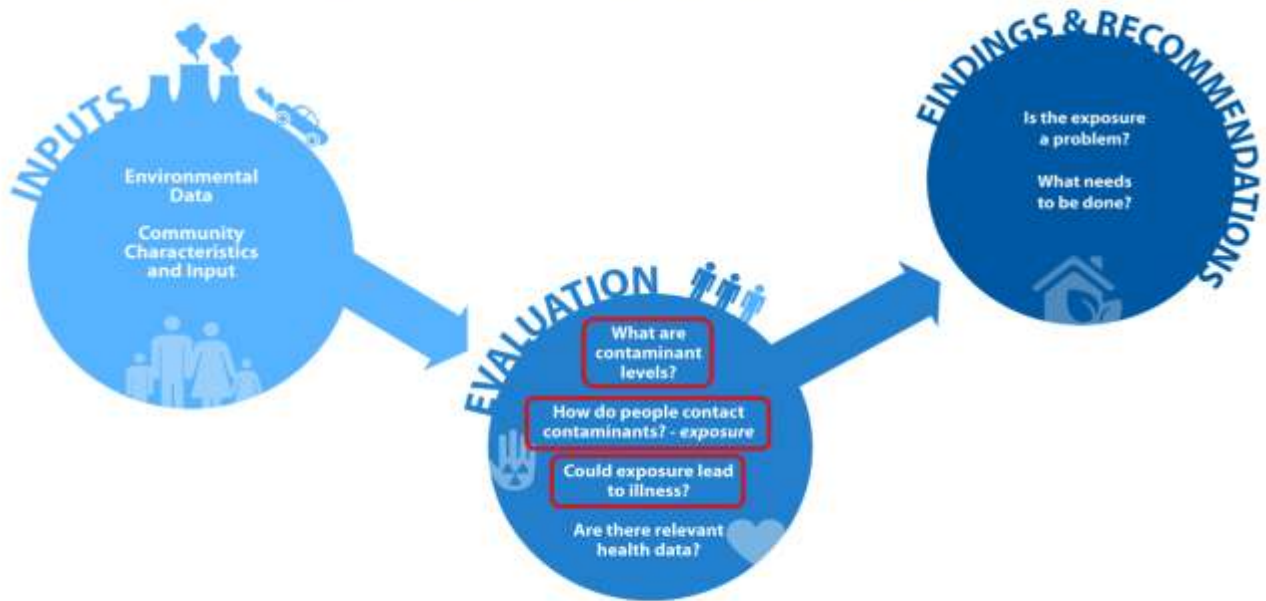 INPUTS
Environmental
Data
Community
Characteristics
and Input
EVALUATION
What are
contaminant
levels?
How do people contact
contaminants? - exposure
Could exposure lead
to illness?
Are there relevant
health data?
FINDINGS & RECOMMENDATIONS
Is the exposure
a problem?
What needs
to be done?